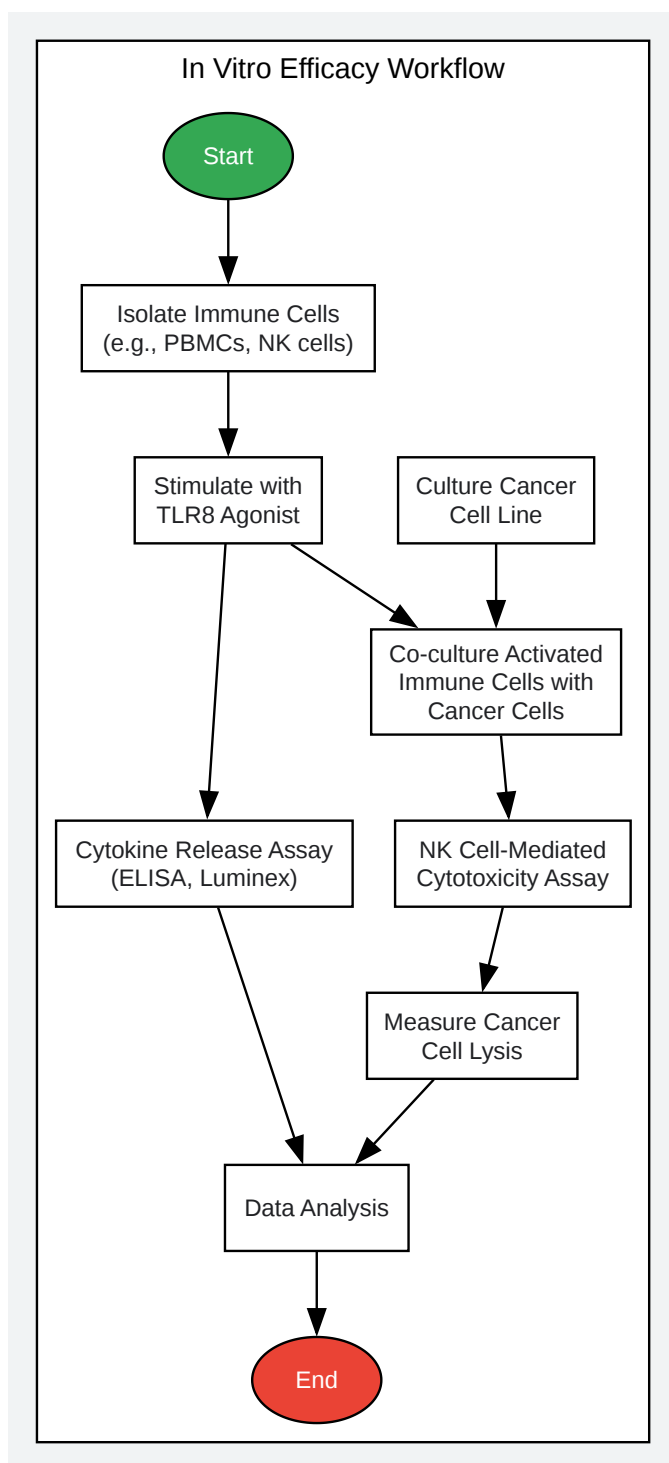 In Vitro Efficacy Workflow
Start
Isolate Immune Cells
(e.g., PBMCs, NK cells)
Stimulate with
TLR8 Agonist
Culture Cancer
Cell Line
Co-culture Activated
Immune Cells with
Cancer Cells
Cytokine Release Assay
(ELISA, Luminex)
NK Cell-Mediated
Cytotoxicity Assay
Measure Cancer
Cell Lysis
Data Analysis
End